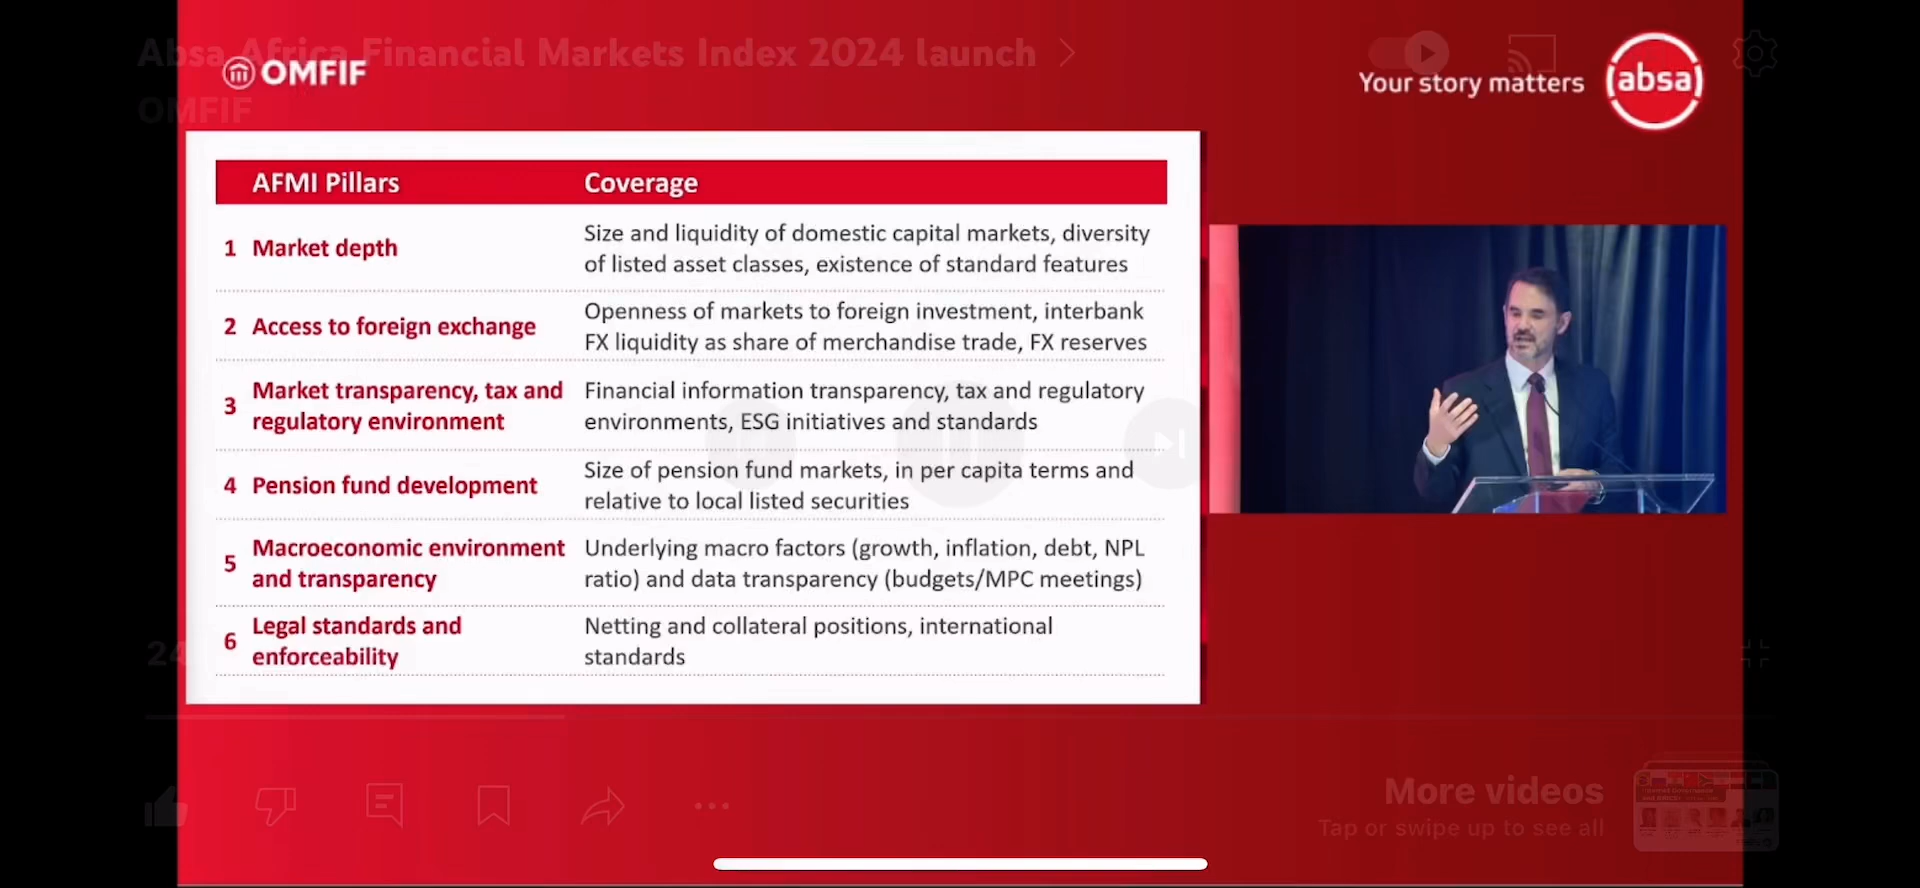 Absa Africa Financial Markets Index 2024 launch
OMFIF
OMFIF
Your story matters
absa
AFMI Pillars Coverage
1 Market depth
Size and liquidity of domestic capital markets, diversity
of listed asset classes, existence of standard features
2 Access to foreign exchange
Openness of markets to foreign investment, interbank
FX liquidity as share of merchandise trade, FX reserves
3 Market transparency, tax and
regulatory environment
Financial information transparency, tax and regulatory
environments, ESG initiatives and standards
4 Pension fund development
Size of pension fund markets, in per capita terms and
relative to local listed securities
5 Macroeconomic environment
and transparency
Underlying macro factors (growth, inflation, debt, NPL
ratio) and data transparency (budgets/MPC meetings)
6 Legal standards and
enforceability
Netting and collateral positions, international
standards
More videos
Tap or swipe up to see all